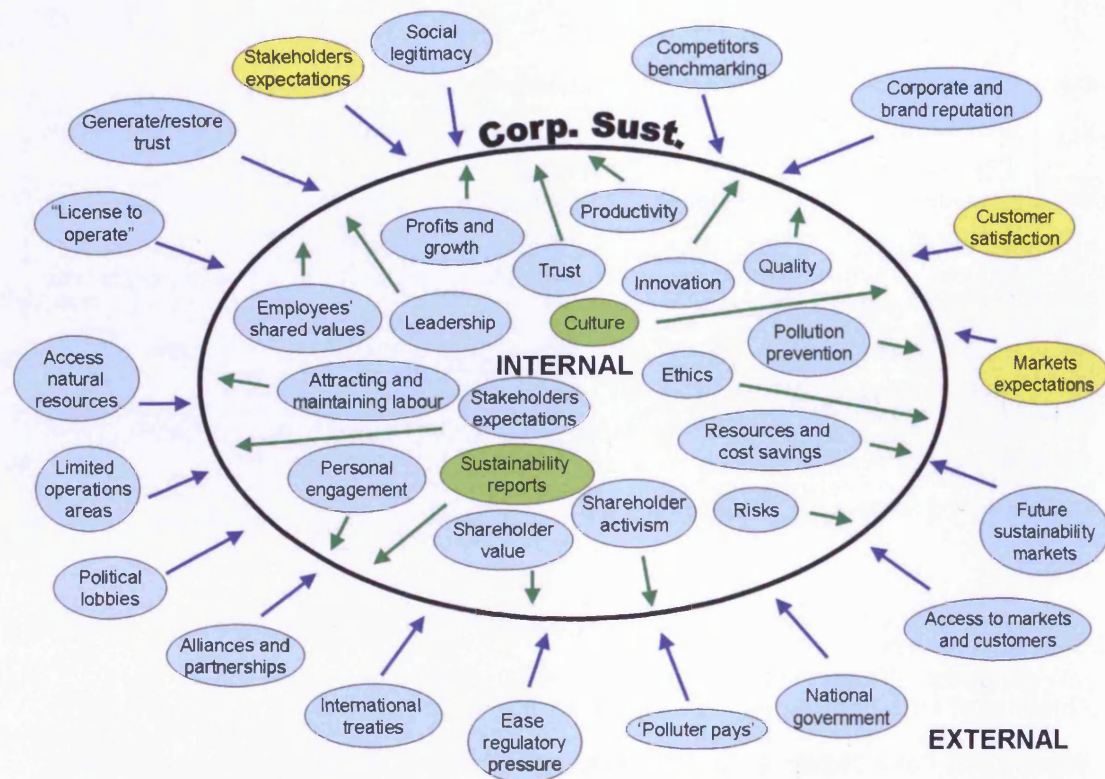 Social
legitimacy
Stakeholders
expectations
Competitors
benchmarking
Corporate and
brand reputation
Generate/restore
trust
Corp. Sust.
"License to
operate"
Profits and
growth
Productivity
Customer
satisfaction
Trust
Innovation
Quality
Employees'
shared values
Leadership
Culture
Pollution
prevention
Access
natural
resources
INTERNAL
Ethics
Markets
expectations
Attracting and
maintaining labour
Stakeholders
expectations
Resources and
cost savings
Limited
operations
areas
Personal
engagement
Sustainability
reports
Shareholder
activism
Risks
Future
sustainability
markets
Shareholder
value
Political
lobbies
Access to markets
and customers
Alliances and
partnerships
International
treaties
Ease
regulatory
pressure
'Polluter pays'
National
government
EXTERNAL